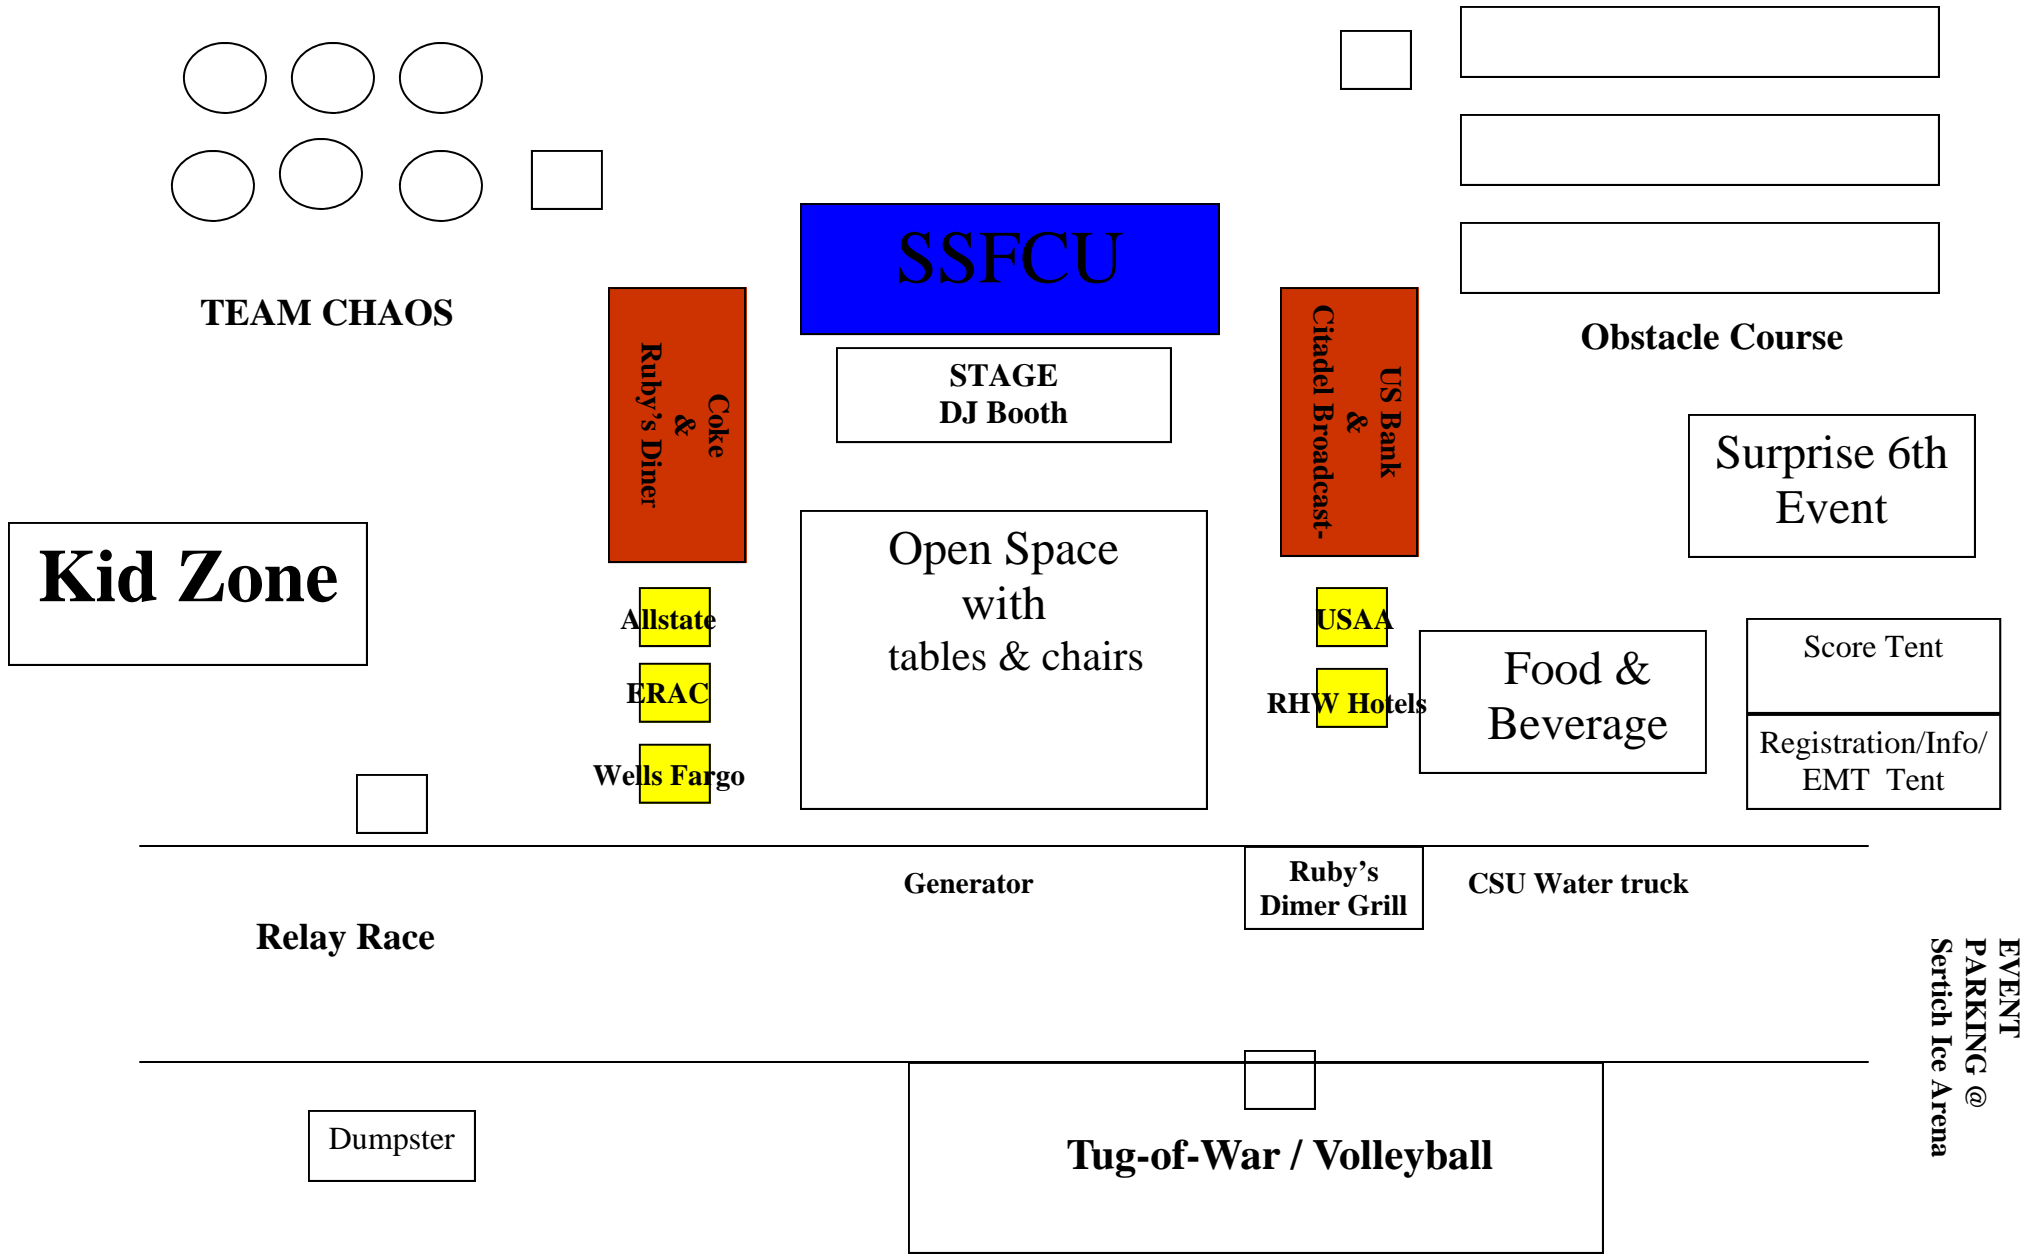 SSFCU
TEAM CHAOS
Coke
&
Ruby’s Diner
STAGE
DJ Booth
US Bank
&
Citadel Broadcast-
Obstacle Course
Surprise 6th
Event
Kid Zone
Open Space
with
tables & chairs
Allstate
ERAC
Wells Fargo
USAA
RHW Hotels
Food &
Beverage
Score Tent
Registration/Info/
EMT Tent
Generator
Ruby’s
Dimer Grill
CSU Water truck
Relay Race
EVENT
PARKING @
Sertich Ice Arena
Dumpster
Tug-of-War / Volleyball